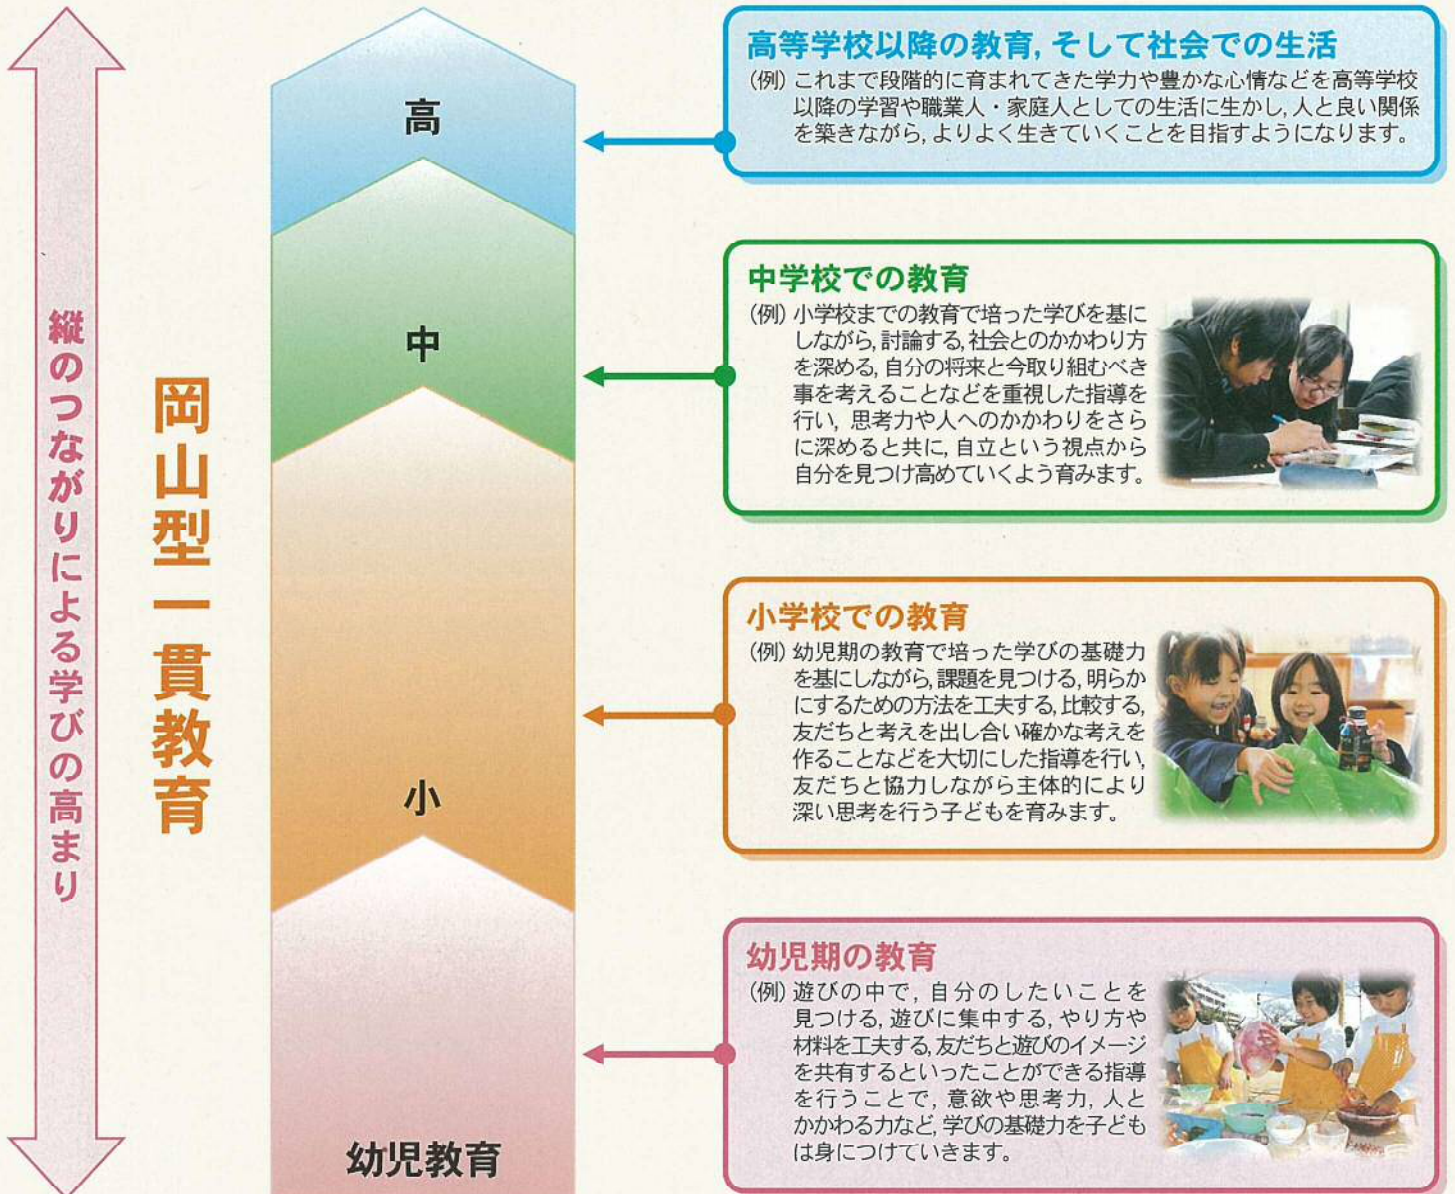 縦のつながりによる学びの高まり
岡山型一貫教育
高
中
小
幼児教育
高等学校以降の教育,そして社会での生活
(例)これまで段階的に育まれてきた学力や豊かな心情などを高等学校
以降の学習や職業人・家庭人としての生活に生かし,人と良い関係
を築きながら,よりよく生きていくことを目指すようになります。
中学校での教育
(例)小学校までの教育で培った学びを基に
しながら,討論する,社会とのかかわり方
を深める,自分の将来と今取り組むべき
事を考えることなどを重視した指導を
行い,思考力や人へのかかわりをさら
に深めると共に,自立という視点から
自分を見つけ高めていくよう育みます。
小学校での教育
(例)幼児期の教育で培った学びの基礎力
を基にしながら,課題を見つける,明らか
にするための方法を工夫する,比較する,
友だちと考えを出し合い確かな考えを
作ることなどを大切にした指導を行い,
友だちと協力しながら主体的により
深い思考を行う子どもを育みます。
幼児期の教育
(例)遊びの中で,自分のしたいことを
見つける,遊びに集中する,やり方や
材料を工夫する,友だちと遊びのイメージ
を共有するといったことができる指導
を行うことで,意欲や思考力,人と
かかわる力など,学びの基礎力を子ども
は身につけていきます。